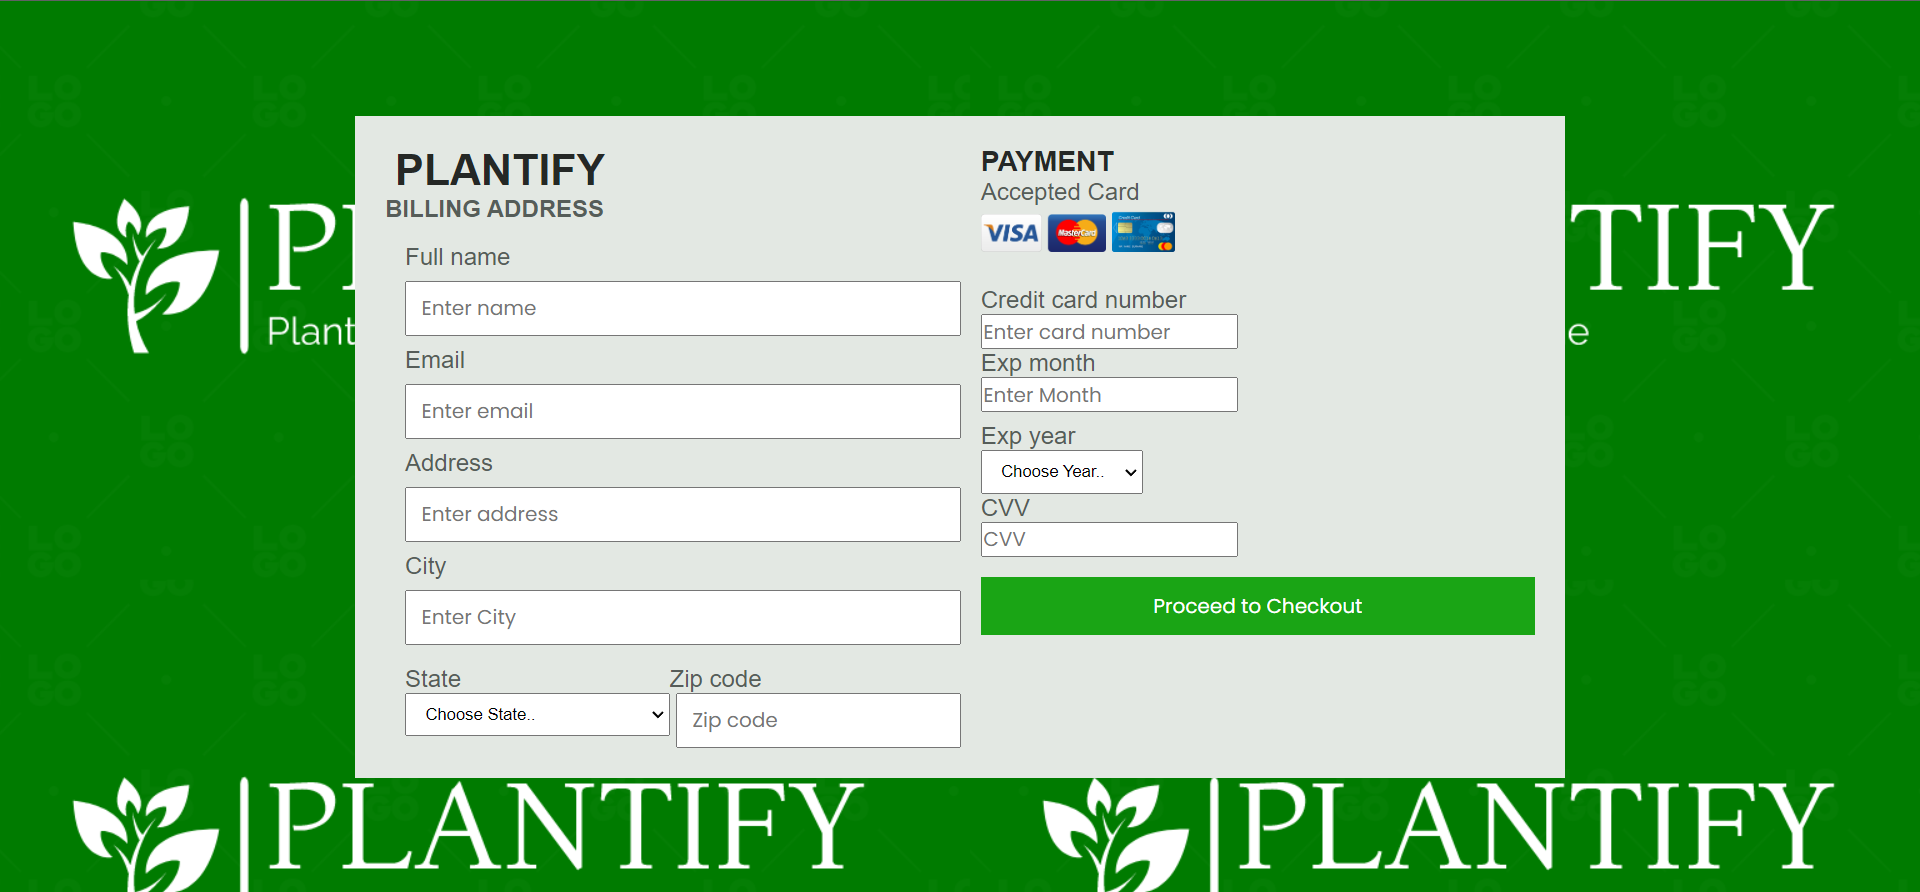 PLANTIFY
BILLING ADDRESS
Full name
Enter name
Email
Enter email
Address
Enter address
City
Enter City
State
Choose State..
Zip code
Zip code
PAYMENT
Accepted Card
VISA
MasterCard
Credit card number
Enter card number
Exp month
Enter Month
Exp year
Choose Year..
CVV
CVV
Proceed to Checkout
Plant
TIFY
e
PLANTIFY
PLANTIFY
LOGO